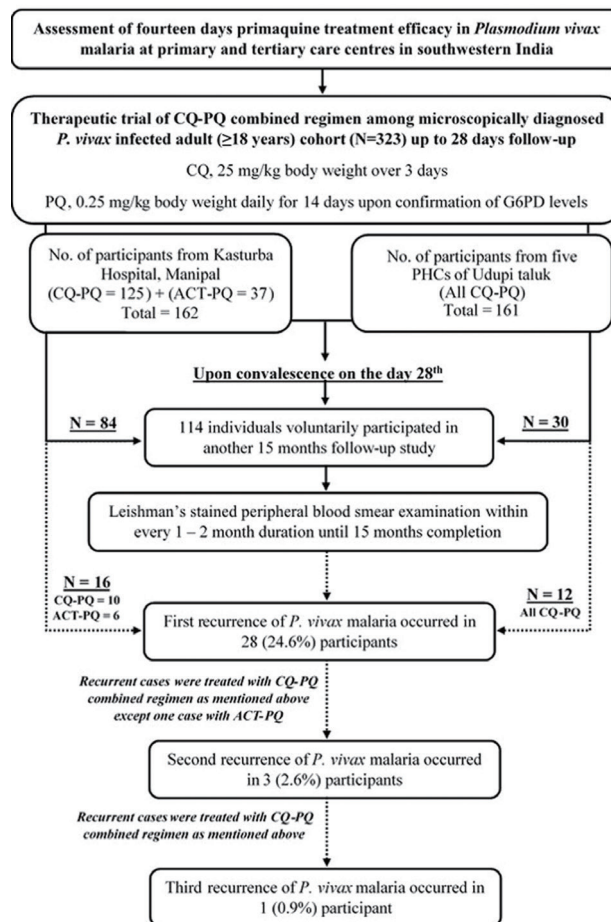 Assessment of fourteen days primaquine treatment efficacy in Plasmodium vivax
malaria at primary and tertiary care centres in southwestern India
Therapeutic trial of CQ-PQ combined regimen among microscopically diagnosed
P. vivax infected adult (≥18 years) cohort (N=323) up to 28 days follow-up
CQ, 25 mg/kg body weight over 3 days
PQ, 0.25 mg/kg body weight daily for 14 days upon confirmation of G6PD levels
No. of participants from Kasturba
Hospital, Manipal
(CQ-PQ = 125) + (ACT-PQ = 37)
Total = 162
No. of participants from five
PHCs of Udupi taluk
(All CQ-PQ)
Total = 161
Upon convalescence on the day 28th
N = 84
114 individuals voluntarily participated in
another 15 months follow-up study
N = 30
Leishman's stained peripheral blood smear examination within
every 1 – 2 month duration until 15 months completion
N = 16
CQ-PQ = 10
ACT-PQ = 6
First recurrence of P. vivax malaria occurred in
28 (24.6%) participants
N = 12
All CQ-PQ
Recurrent cases were treated with CQ-PQ
combined regimen as mentioned above
except one case with ACT-PQ
Second recurrence of P. vivax malaria occurred
in 3 (2.6%) participants
Recurrent cases were treated with CQ-PQ
combined regimen as mentioned above
Third recurrence of P. vivax malaria occurred in
1 (0.9%) participant